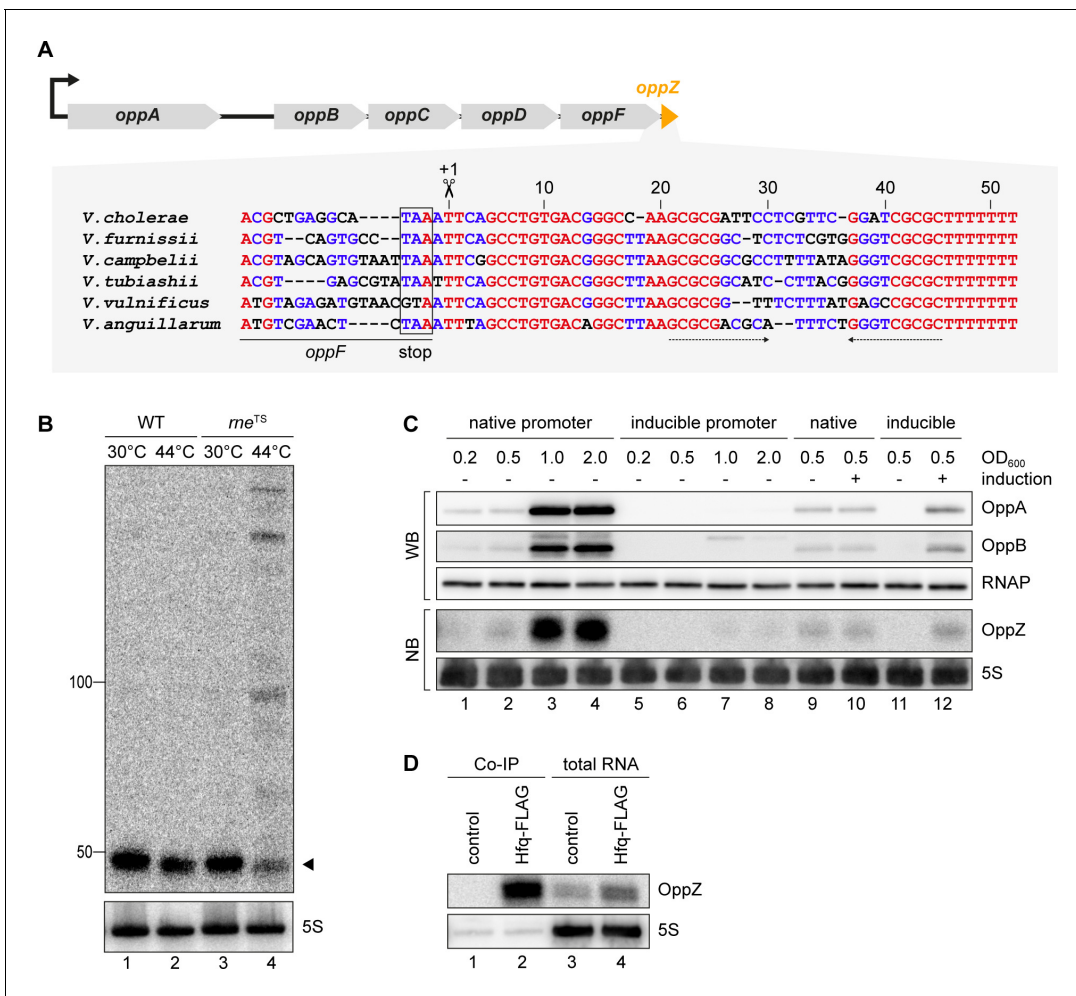 A
oppZ
oppA oppB oppC oppD oppF
+1 10 20 30 40 50
V.cholerae ACGCTGAGGCA----TAAATTCAGCCTGTGACGGGCC-AAGCGCGATTCCTCGTTC-GGATCGCGCTTTTTTT
V.furnissii ACGT--CAGTGCC--TAAATTCAGCCTGTGACGGGCTTAAGCGCGGC-TCTCTCGTGGGGTCGCGCTTTTTTT
V.campbelii ACGTAGCAGTGTAATTAAATTCGGCCTGTGACGGGCTTAAGCGCGGCGCCTTTTATAGGGTCGCGCTTTTTTT
V.tubiashii ACGT----GAGCGTATAATTTCAGCCTGTGACGGGCTTAAGCGCGGCATC-CTTACGGGGTCGCGCTTTTTTT
V.vulnificus ATGTAGAGATGTAACGTAATTCAGCCTGTGACGGGCTTAAGCGCGG--TTTCTTTATGAGCCGCGCTTTTTTT
V.anguillarum ATGTCGAACT----CTAAATTTAGCCTGTGACAGGCTTAAGCGCGACGCA--TTTCTGGGTCGCGCTTTTTTT
oppF stop
B
WT rneTS
30°C 44°C 30°C 44°C
100
50
5S
1 2 3 4
C
native promoter inducible promoter native inducible
0.2 0.5 1.0 2.0 0.2 0.5 1.0 2.0 0.5 0.5 0.5 0.5 OD600
- - - - - - - - - + - + induction
WB
OppA
OppB
RNAP
NB
OppZ
5S
1 2 3 4 5 6 7 8 9 10 11 12
D
Co-IP total RNA
control Hfq-FLAG control Hfq-FLAG
OppZ
5S
1 2 3 4